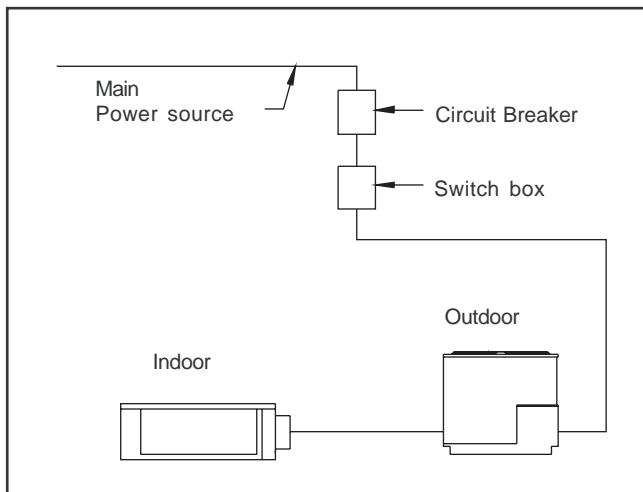 Main
Power source
Circuit Breaker
Switch box
Outdoor
Indoor